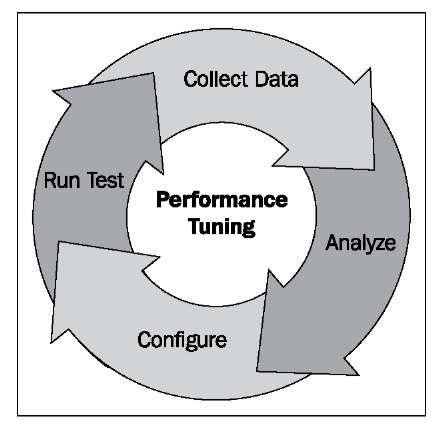 Collect Data
Run Test
Performance
Tuning
Analyze
Configure